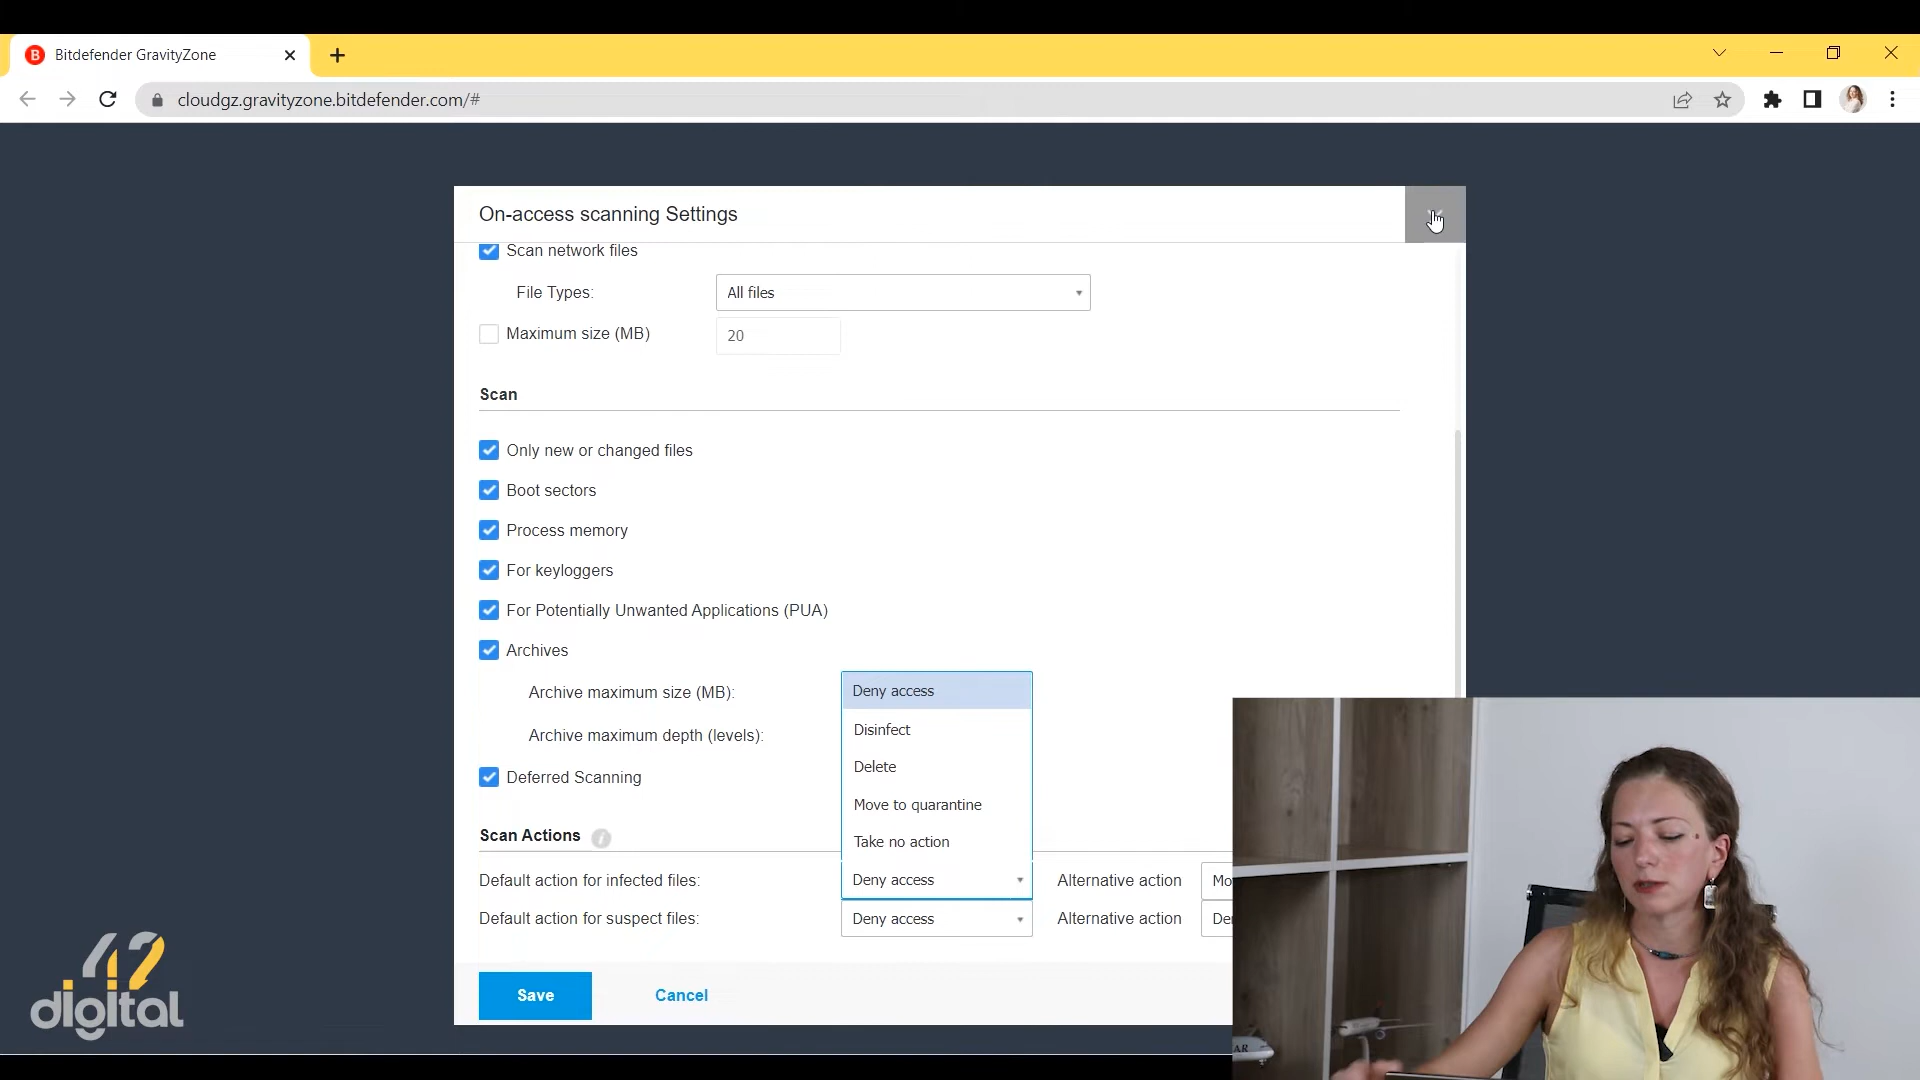 Bitdefender GravityZone
cloudgz.gravityzone.bitdefender.com/#
On-access scanning Settings
Scan network files
File Types: All files
Maximum size (MB) 20
Scan
Only new or changed files
Boot sectors
Process memory
For keyloggers
For Potentially Unwanted Applications (PUA)
Archives
Archive maximum size (MB): Deny access
Disinfect
Archive maximum depth (levels):
Delete
Deferred Scanning
Move to quarantine
Scan Actions
Take no action
Default action for infected files: Deny access Alternative action Mo
Default action for suspect files: Deny access Alternative action
Save Cancel
42
digital
AR